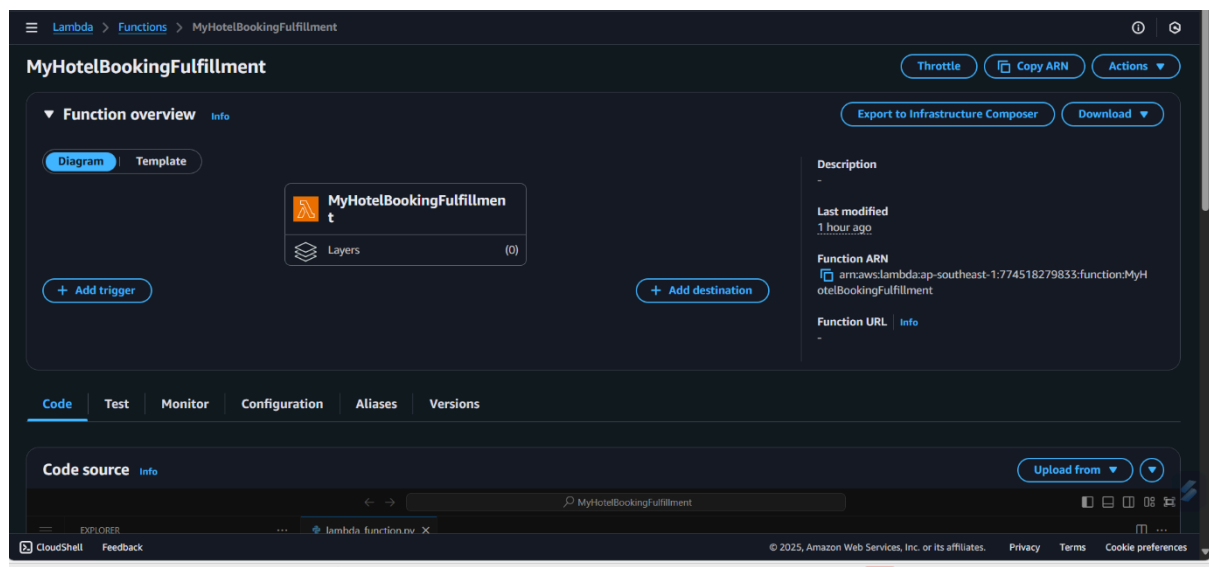 Lambda > Functions > MyHotelBookingFulfillment
MyHotelBookingFulfillment
Throttle
Copy ARN
Actions
Function overview Info
Export to Infrastructure Composer
Download
Diagram
Template
MyHotelBookingFulfillmen
t
Layers
(0)
+ Add trigger
+ Add destination
Description
-
Last modified
1 hour ago
Function ARN
arn:aws:lambda:ap-southeast-1:774518279833:function:MyH
otelBookingFulfillment
Function URL Info
-
Code
Test
Monitor
Configuration
Aliases
Versions
Code source Info
Upload from
MyHotelBookingFulfillment
EXPLORER
lambda_function.py
CloudShell
Feedback
© 2025, Amazon Web Services, Inc. or its affiliates.
Privacy
Terms
Cookie preferences